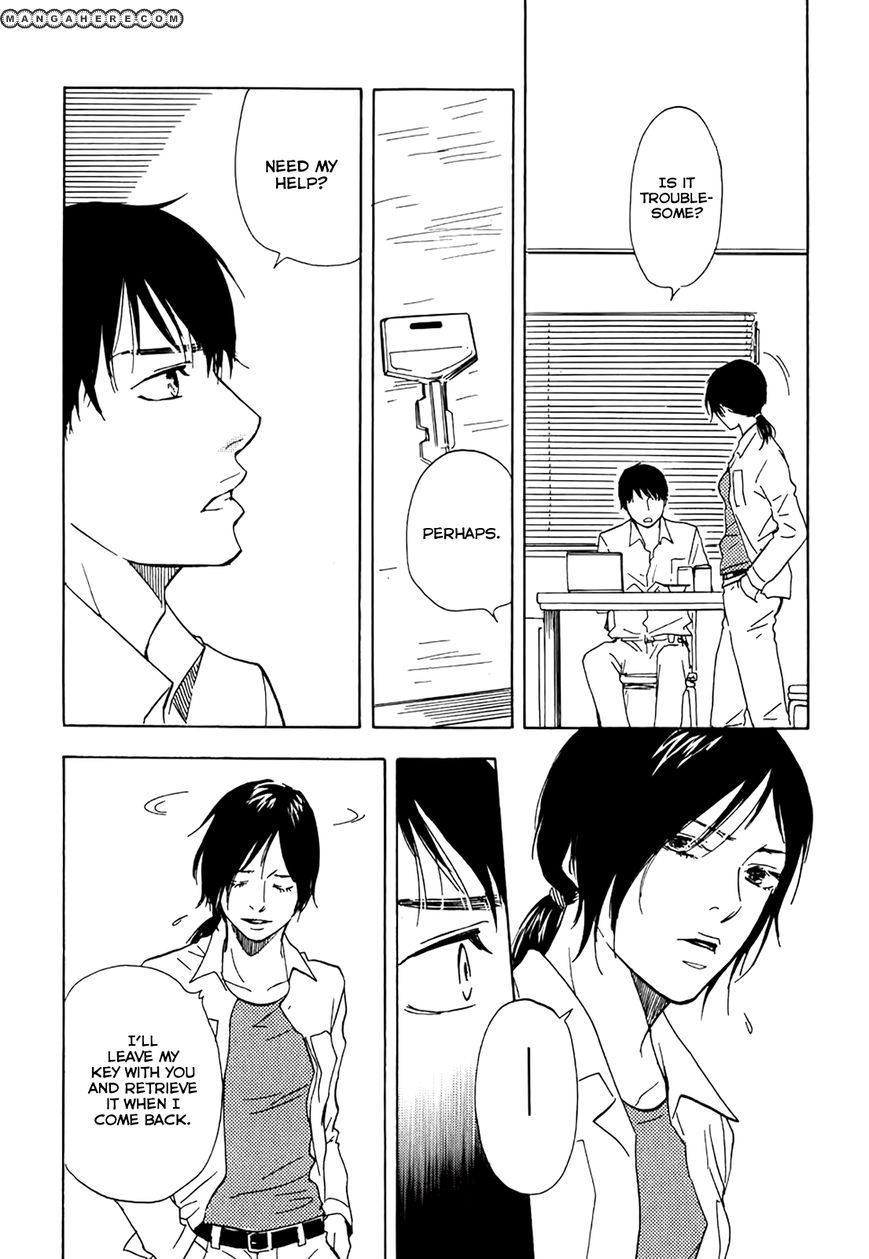 MANGAHERE.COM
IS IT
TROUBLE-
SOME?
PERHAPS.
NEED MY
HELP?
I'LL
LEAVE MY
KEY WITH YOU
AND RETRIEVE
IT WHEN I
COME BACK.